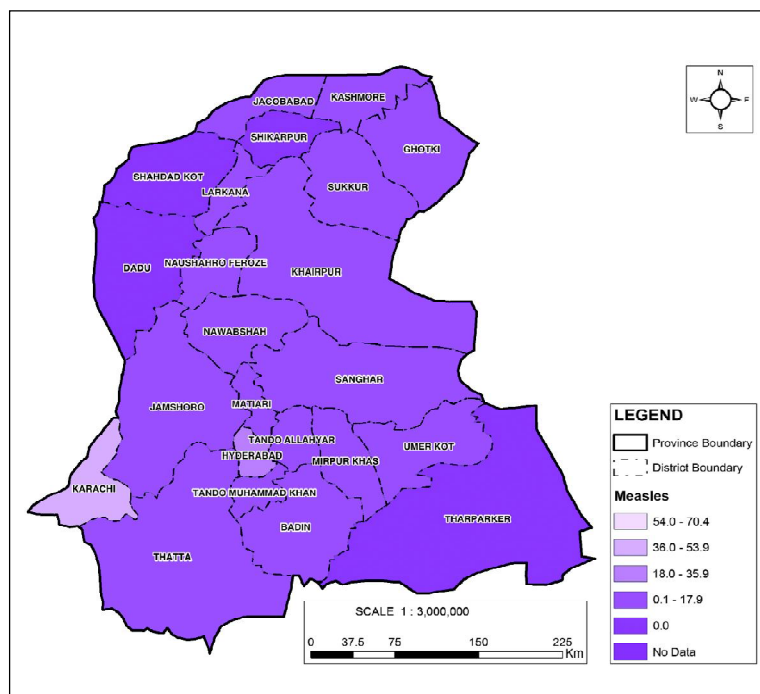 N
W E
S
JACOBABAD
KASHMORE
SHIKARPUR
GHOTKI
SHAHDAD KOT
LARKANA
SUKKUR
DADU
NAUSHAHRO FEROZE
KHAIRPUR
NAWABSHAH
SANGHAR
JAMSHORO
MATIARI
TANDO ALLAHYAR
UMER KOT
HYDERABAD
MIRPUR KHAS
KARACHI
TANDO MUHAMMAD KHAN
BADIN
THARPARKER
THATTA
LEGEND
Province Boundary
District Boundary
Measles
54.0 - 70.4
36.0 - 53.9
18.0 - 35.9
0.1 - 17.9
0.0
No Data
SCALE 1 : 3,000,000
0 37.5 75 150 225
Km